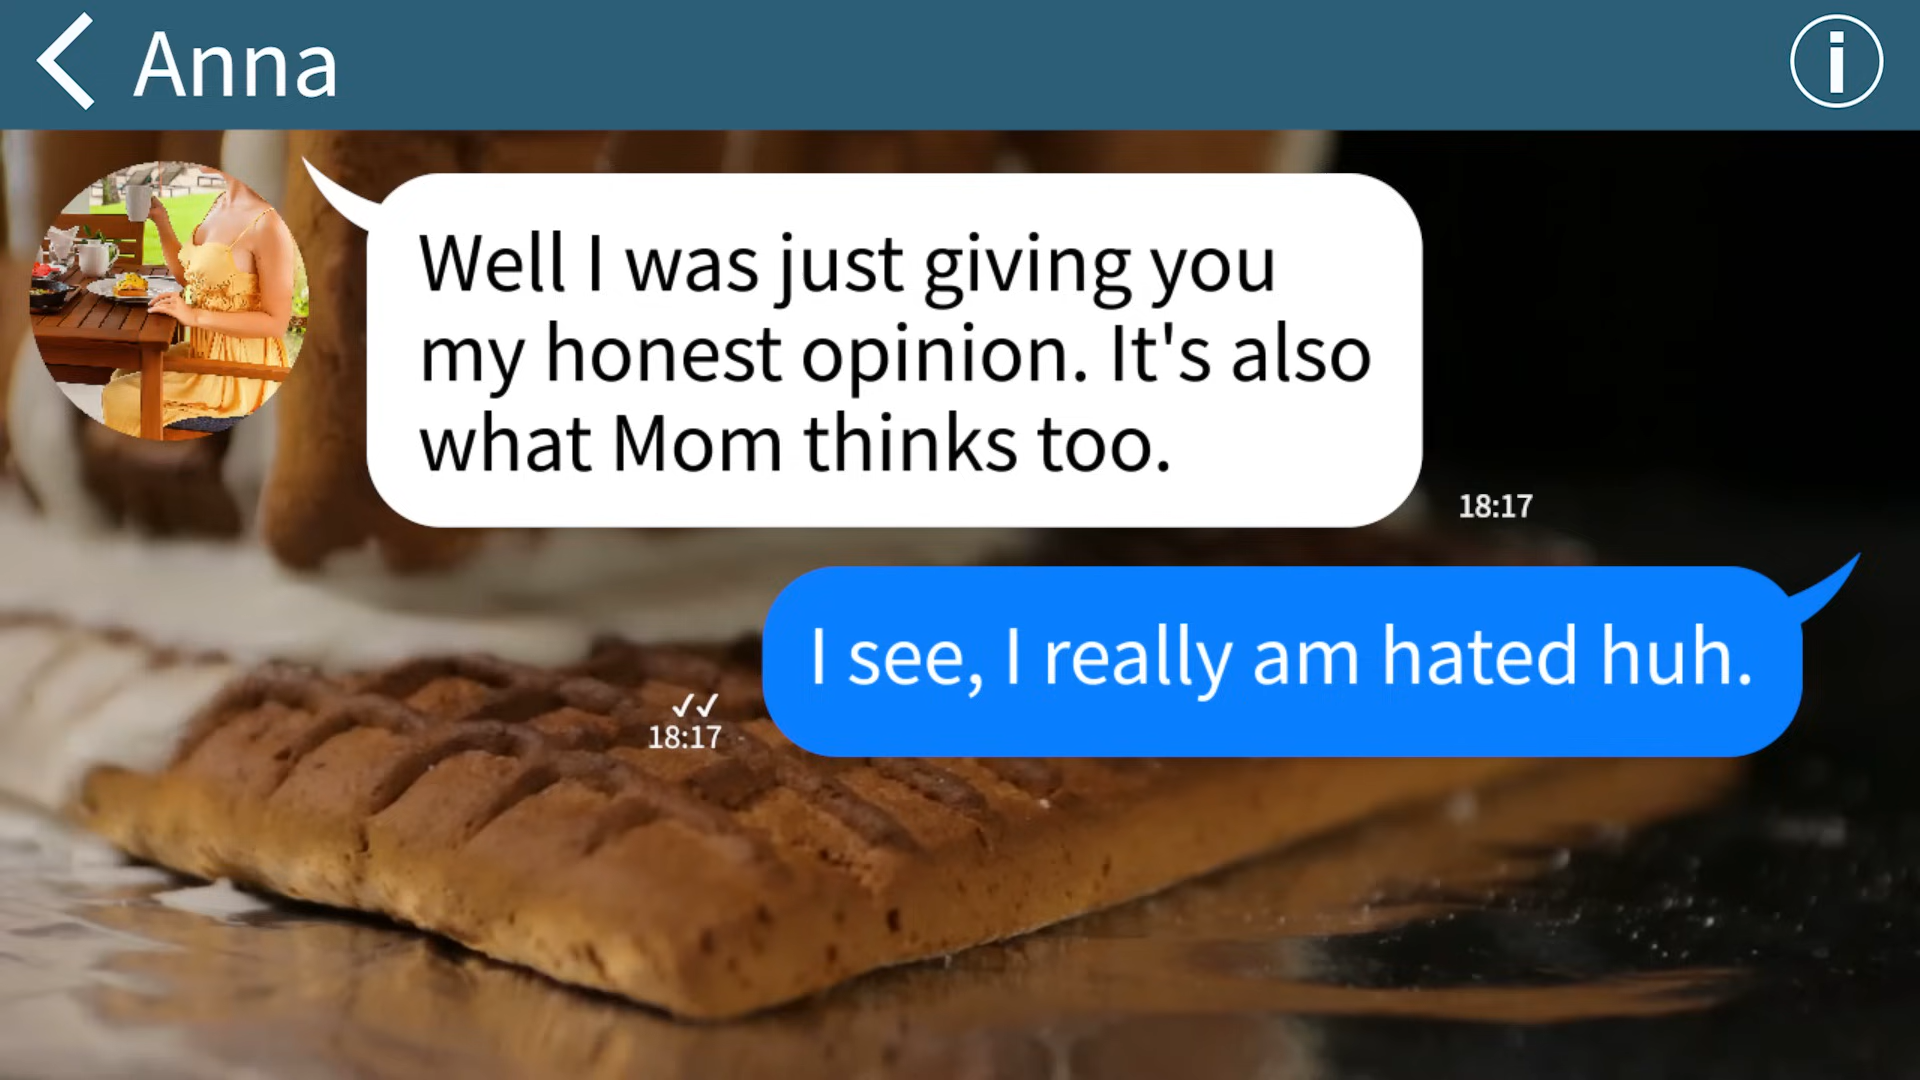 Anna
Well I was just giving you
my honest opinion. It's also
what Mom thinks too.
18:17
I see, I really am hated huh.
18:17